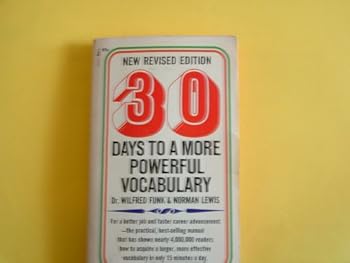 NEW REVISED EDITION
30
DAYS TO A MORE
POWERFUL
VOCABULARY
Dr. WILFRED FUNK & NORMAN LEWIS
For a better job and faster career advancement
—the practical, best-selling manual
that has shown nearly 4,000,000 readers
how to acquire a larger, more effective
vocabulary in only 15 minutes a day.